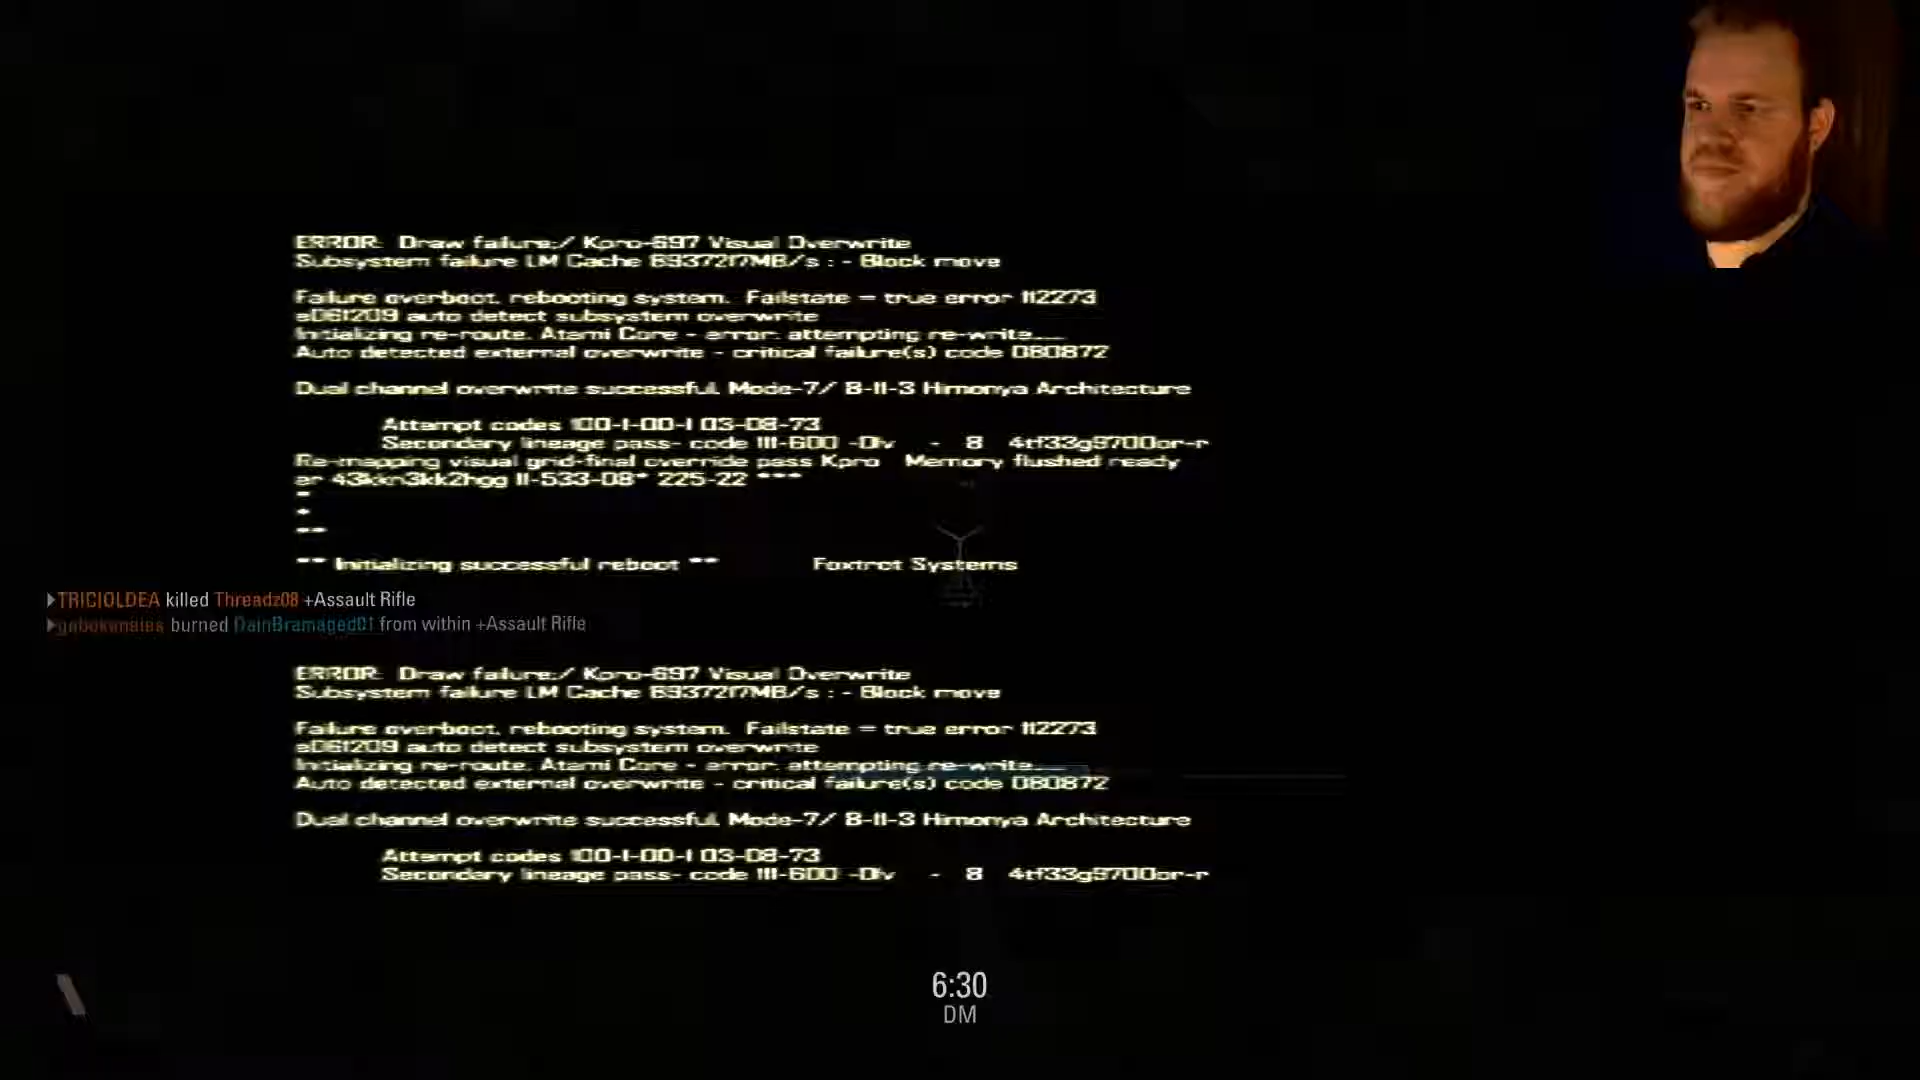 ERROR: Draw failure:/ Kpro-697 Visual Overwrite
Subsystem failure LM Cache 6937217MB/s : - Block move
Failure overboot, rebooting system. Failstate = true error 112273
e061209 auto detect subsystem overwrite
Initializing re-route. Atami Core - error: attempting re-write......
Auto detected external overwrite - critical failure(s) code 080872
Dual channel overwrite successful. Mode-7/ 8-11-3 Himonya Architecture
Attempt codes 100-1-00-1 03-08-73
Secondary lineage pass- code 111-600 -Div - 8 4tf33g9700or-r
Re-mapping visual grid-final override pass Kpro Memory flushed ready
er 43kkn3kk2hgg 11-533-08* 225-22 ***
*
*
**
** Initializing successful reboot ** Foxtrot Systems
TRICIOLDEA killed Threadz08 +Assault Rifle
burned DainBramaged01 from within +Assault Rifle
ERROR: Draw failure:/ Kpro-697 Visual Overwrite
Subsystem failure LM Cache 6937217MB/s : - Block move
Failure overboot, rebooting system. Failstate = true error 112273
e061209 auto detect subsystem overwrite
Initializing re-route. Atami Core - error: attempting re-write......
Auto detected external overwrite - critical failure(s) code 080872
Dual channel overwrite successful. Mode-7/ 8-11-3 Himonya Architecture
Attempt codes 100-1-00-1 03-08-73
Secondary lineage pass- code 111-600 -Div - 8 4tf33g9700or-r
6:30
DM